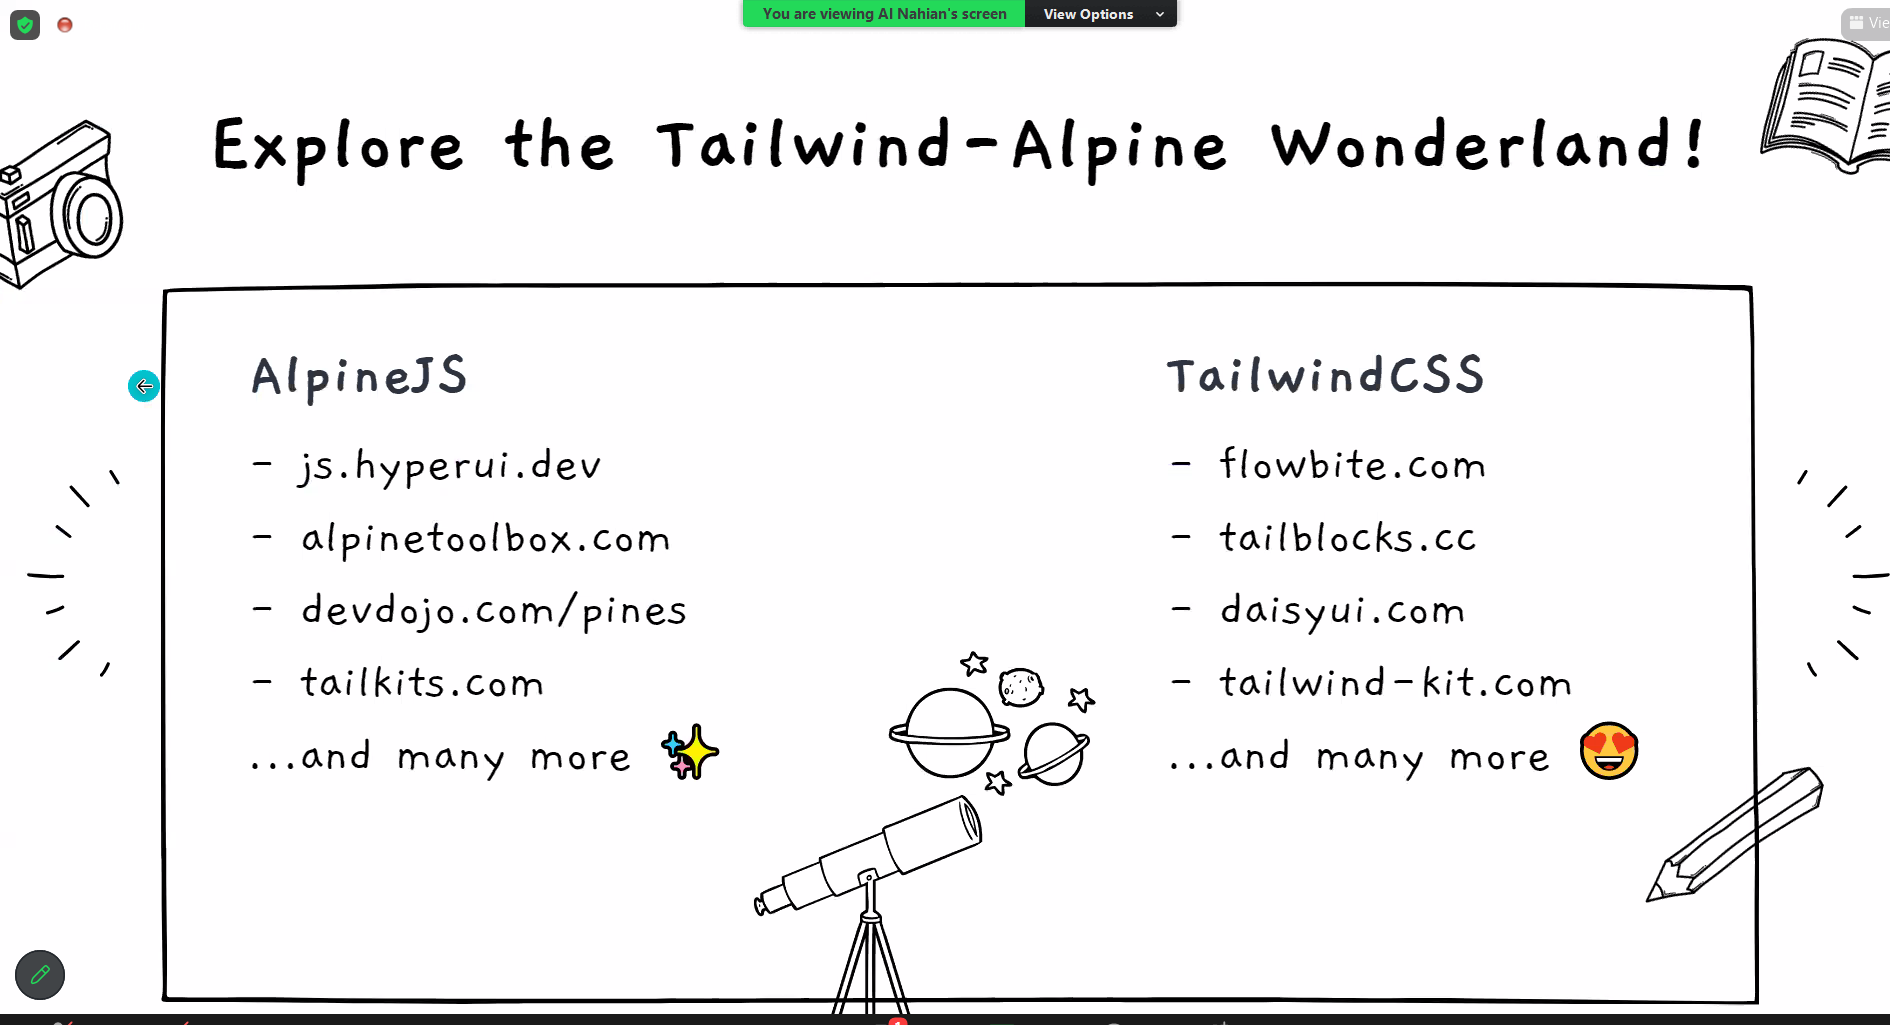 You are viewing Al Nahian's screen
View Options
Vie
Explore the Tailwind-Alpine Wonderland!
AlpineJS
- js.hyperui.dev
- alpinetoolbox.com
- devdojo.com/pines
- tailkits.com
...and many more ✨
TailwindCSS
- flowbite.com
- tailblocks.cc
- daisyui.com
- tailwind-kit.com
...and many more 😍